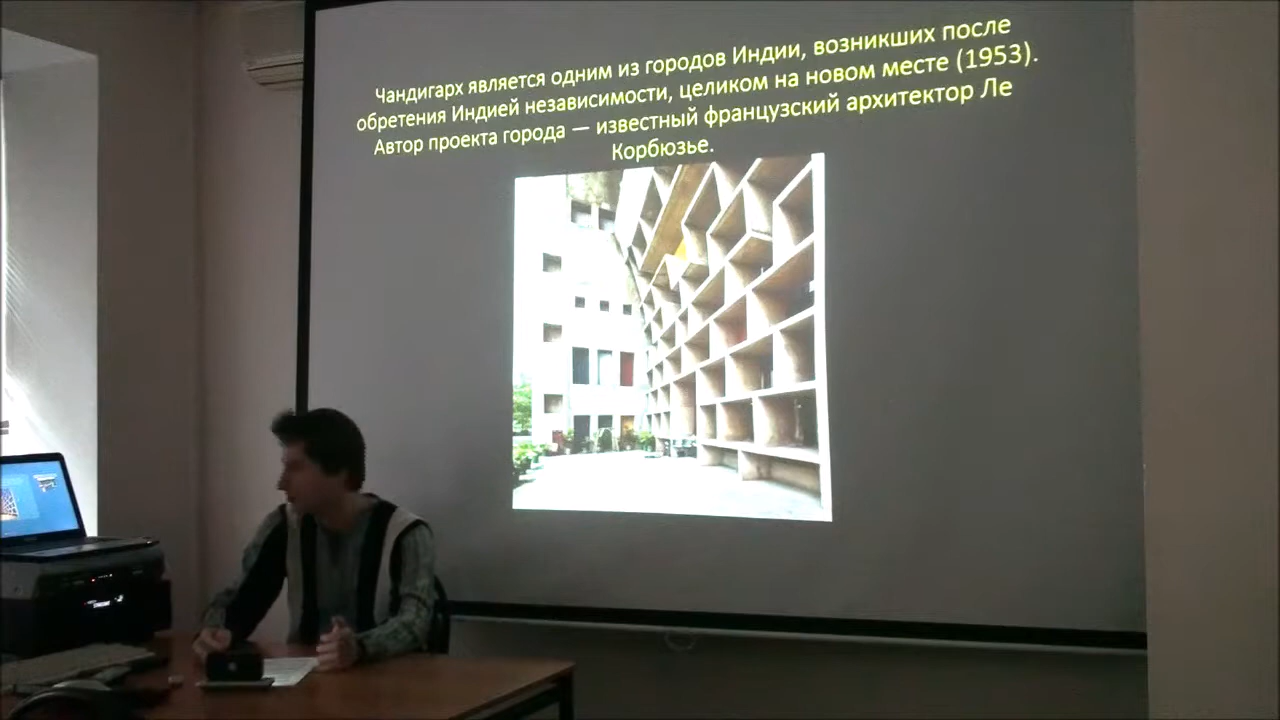 Чандигарх является одним из городов Индии, возникших после
обретения Индией независимости, целиком на новом месте (1953).
Автор проекта города — известный французский архитектор Ле
Корбюзье.